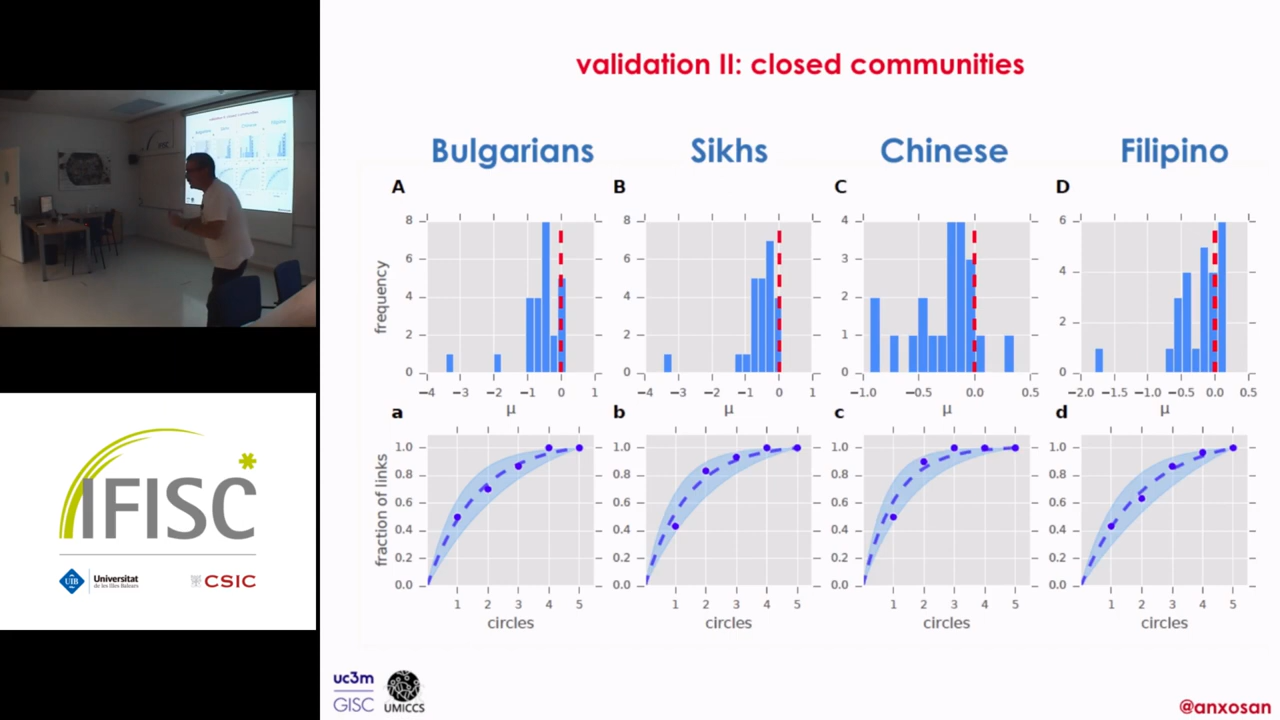 validation II: closed communities
Bulgarians Sikhs Chinese Filipino
A B C D
8 8 4 6
6 6 3
4 4 2 4
2 2 1 2
0 0 0 0
frequency
−4 −3 −2 −1 0 1
−4 −3 −2 −1 0 1
−1.0 −0.5 0.0 0.5
−2.0 −1.5 −1.0 −0.5 0.0 0.5
μ μ μ μ
a b c d
1.0 1.0 1.0 1.0
0.8 0.8 0.8 0.8
0.6 0.6 0.6 0.6
0.4 0.4 0.4 0.4
0.2 0.2 0.2 0.2
0.0 0.0 0.0 0.0
fraction of links
1 2 3 4 5
1 2 3 4 5
1 2 3 4 5
1 2 3 4 5
circles circles circles circles
IFISC
UIB
Universitat
de les Illes Balears
CSIC
uc3m
GISC
UMICCS
@anxosan